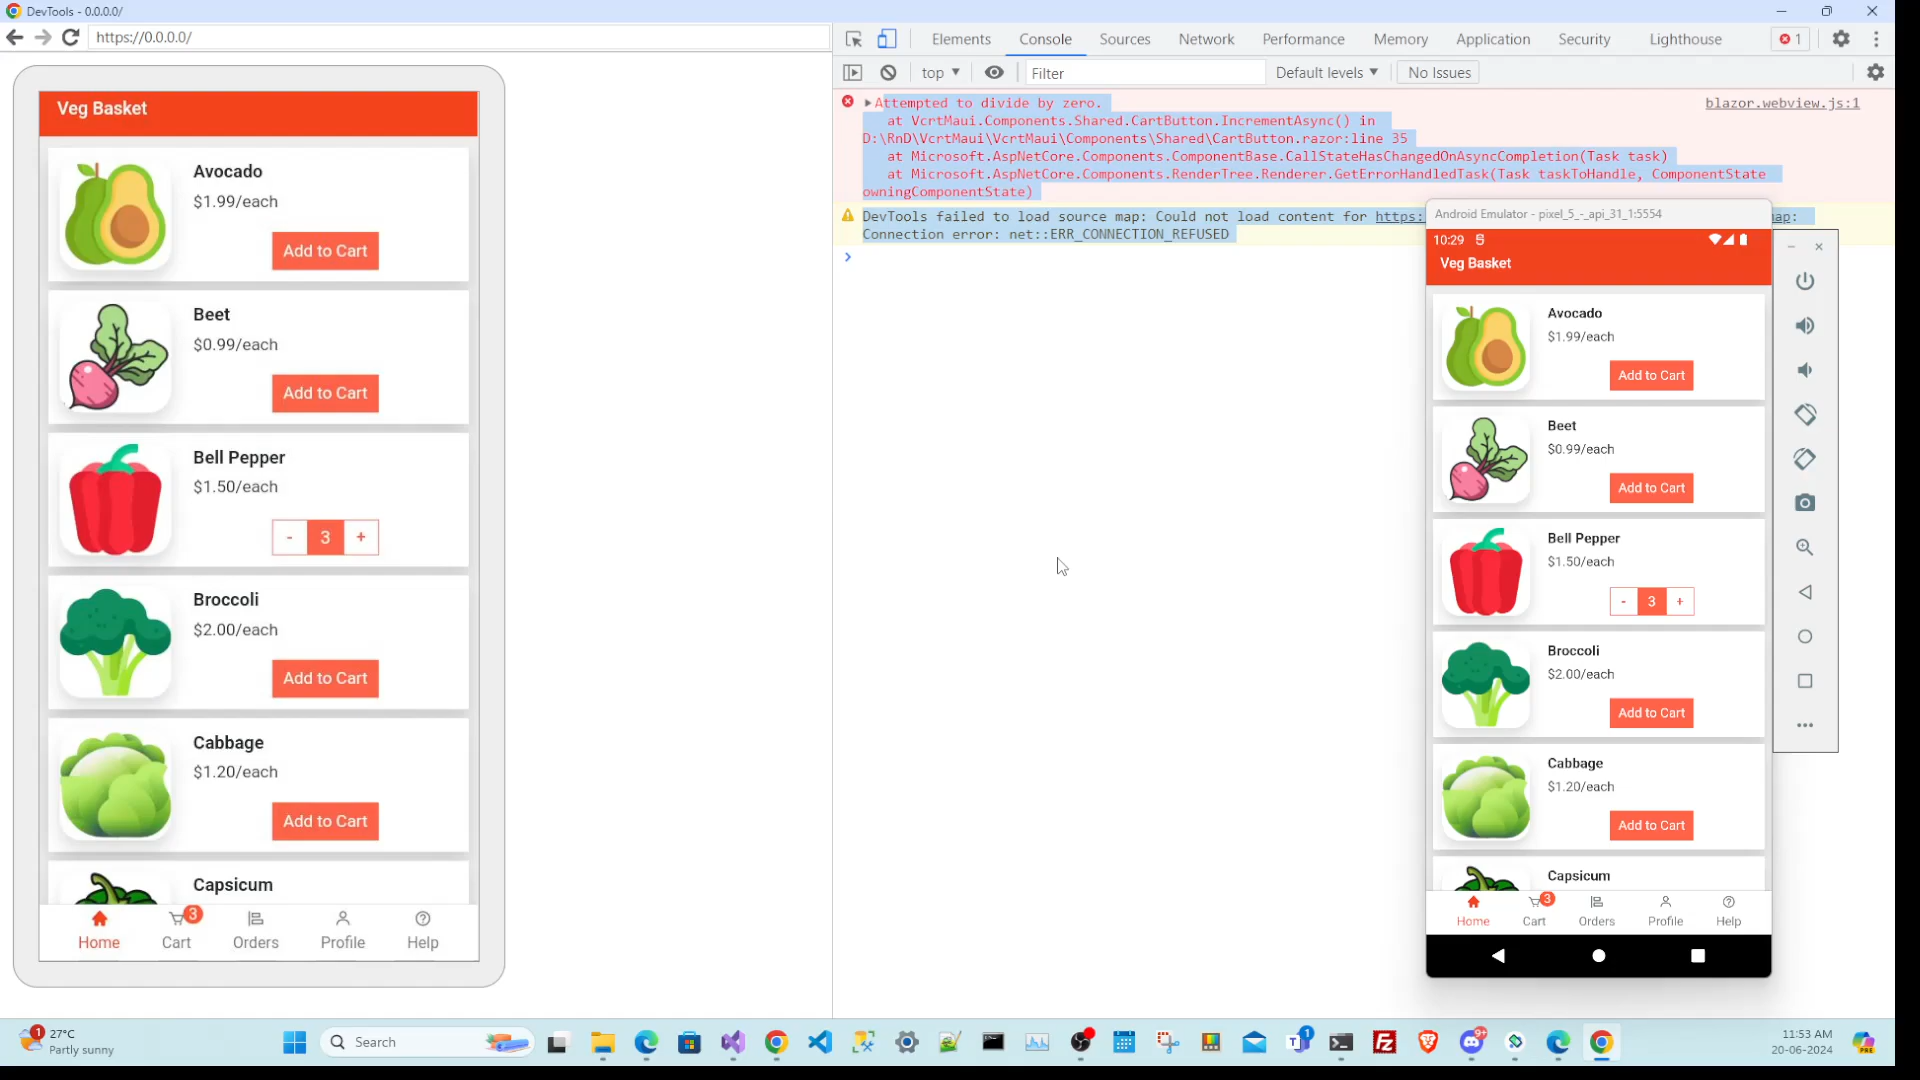 DevTools - 0.0.0.0/
https://0.0.0.0/
Veg Basket
Avocado
$1.99/each
Add to Cart
Beet
$0.99/each
Add to Cart
Bell Pepper
$1.50/each
- 3 +
Broccoli
$2.00/each
Add to Cart
Cabbage
$1.20/each
Add to Cart
Capsicum
3
Home Cart Orders Profile Help
Elements Console Sources Network Performance Memory Application Security Lighthouse 1
top Filter Default levels No Issues
Attempted to divide by zero. blazor.webview.js:1
at VcrtMaui.Components.Shared.CartButton.IncrementAsync() in
D:\RnD\VcrtMaui\VcrtMaui\Components\Shared\CartButton.razor:line 35
at Microsoft.AspNetCore.Components.ComponentBase.CallStateHasChangedOnAsyncCompletion(Task task)
at Microsoft.AspNetCore.Components.RenderTree.Renderer.GetErrorHandledTask(Task taskToHandle, ComponentState
owningComponentState)
DevTools failed to load source map: Could not load content for https: ap:
Connection error: net::ERR_CONNECTION_REFUSED
Android Emulator - pixel_5_-_api_31_1:5554
10:29
Veg Basket
Avocado
$1.99/each
Add to Cart
Beet
$0.99/each
Add to Cart
Bell Pepper
$1.50/each
- 3 +
Broccoli
$2.00/each
Add to Cart
Cabbage
$1.20/each
Add to Cart
Capsicum
3
Home Cart Orders Profile Help
1 27°C
Partly sunny
Search
1
9+
11:53 AM
20-06-2024
PRE